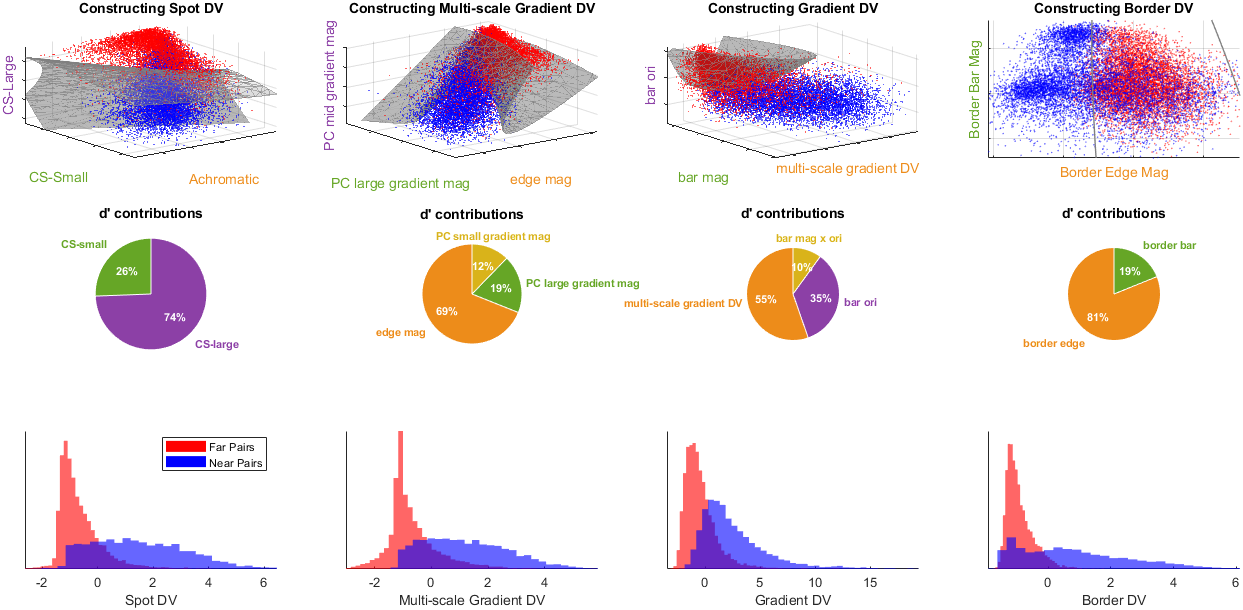 Constructing Spot DV
Constructing Multi-scale Gradient DV
Constructing Gradient DV
Constructing Border DV
CS-Large
CS-Small
Achromatic
PC mid gradient mag
PC large gradient mag
edge mag
bar ori
bar mag
multi-scale gradient DV
Border Bar Mag
Border Edge Mag
d' contributions
d' contributions
d' contributions
d' contributions
CS-small
26%
74%
CS-large
PC small gradient mag
12%
PC large gradient mag
19%
69%
edge mag
bar mag x ori
10%
multi-scale gradient DV
55%
35%
bar ori
border bar
19%
81%
border edge
Far Pairs
Near Pairs
-2 0 2 4 6
Spot DV
-2 0 2 4
Multi-scale Gradient DV
0 5 10 15
Gradient DV
0 2 4 6
Border DV